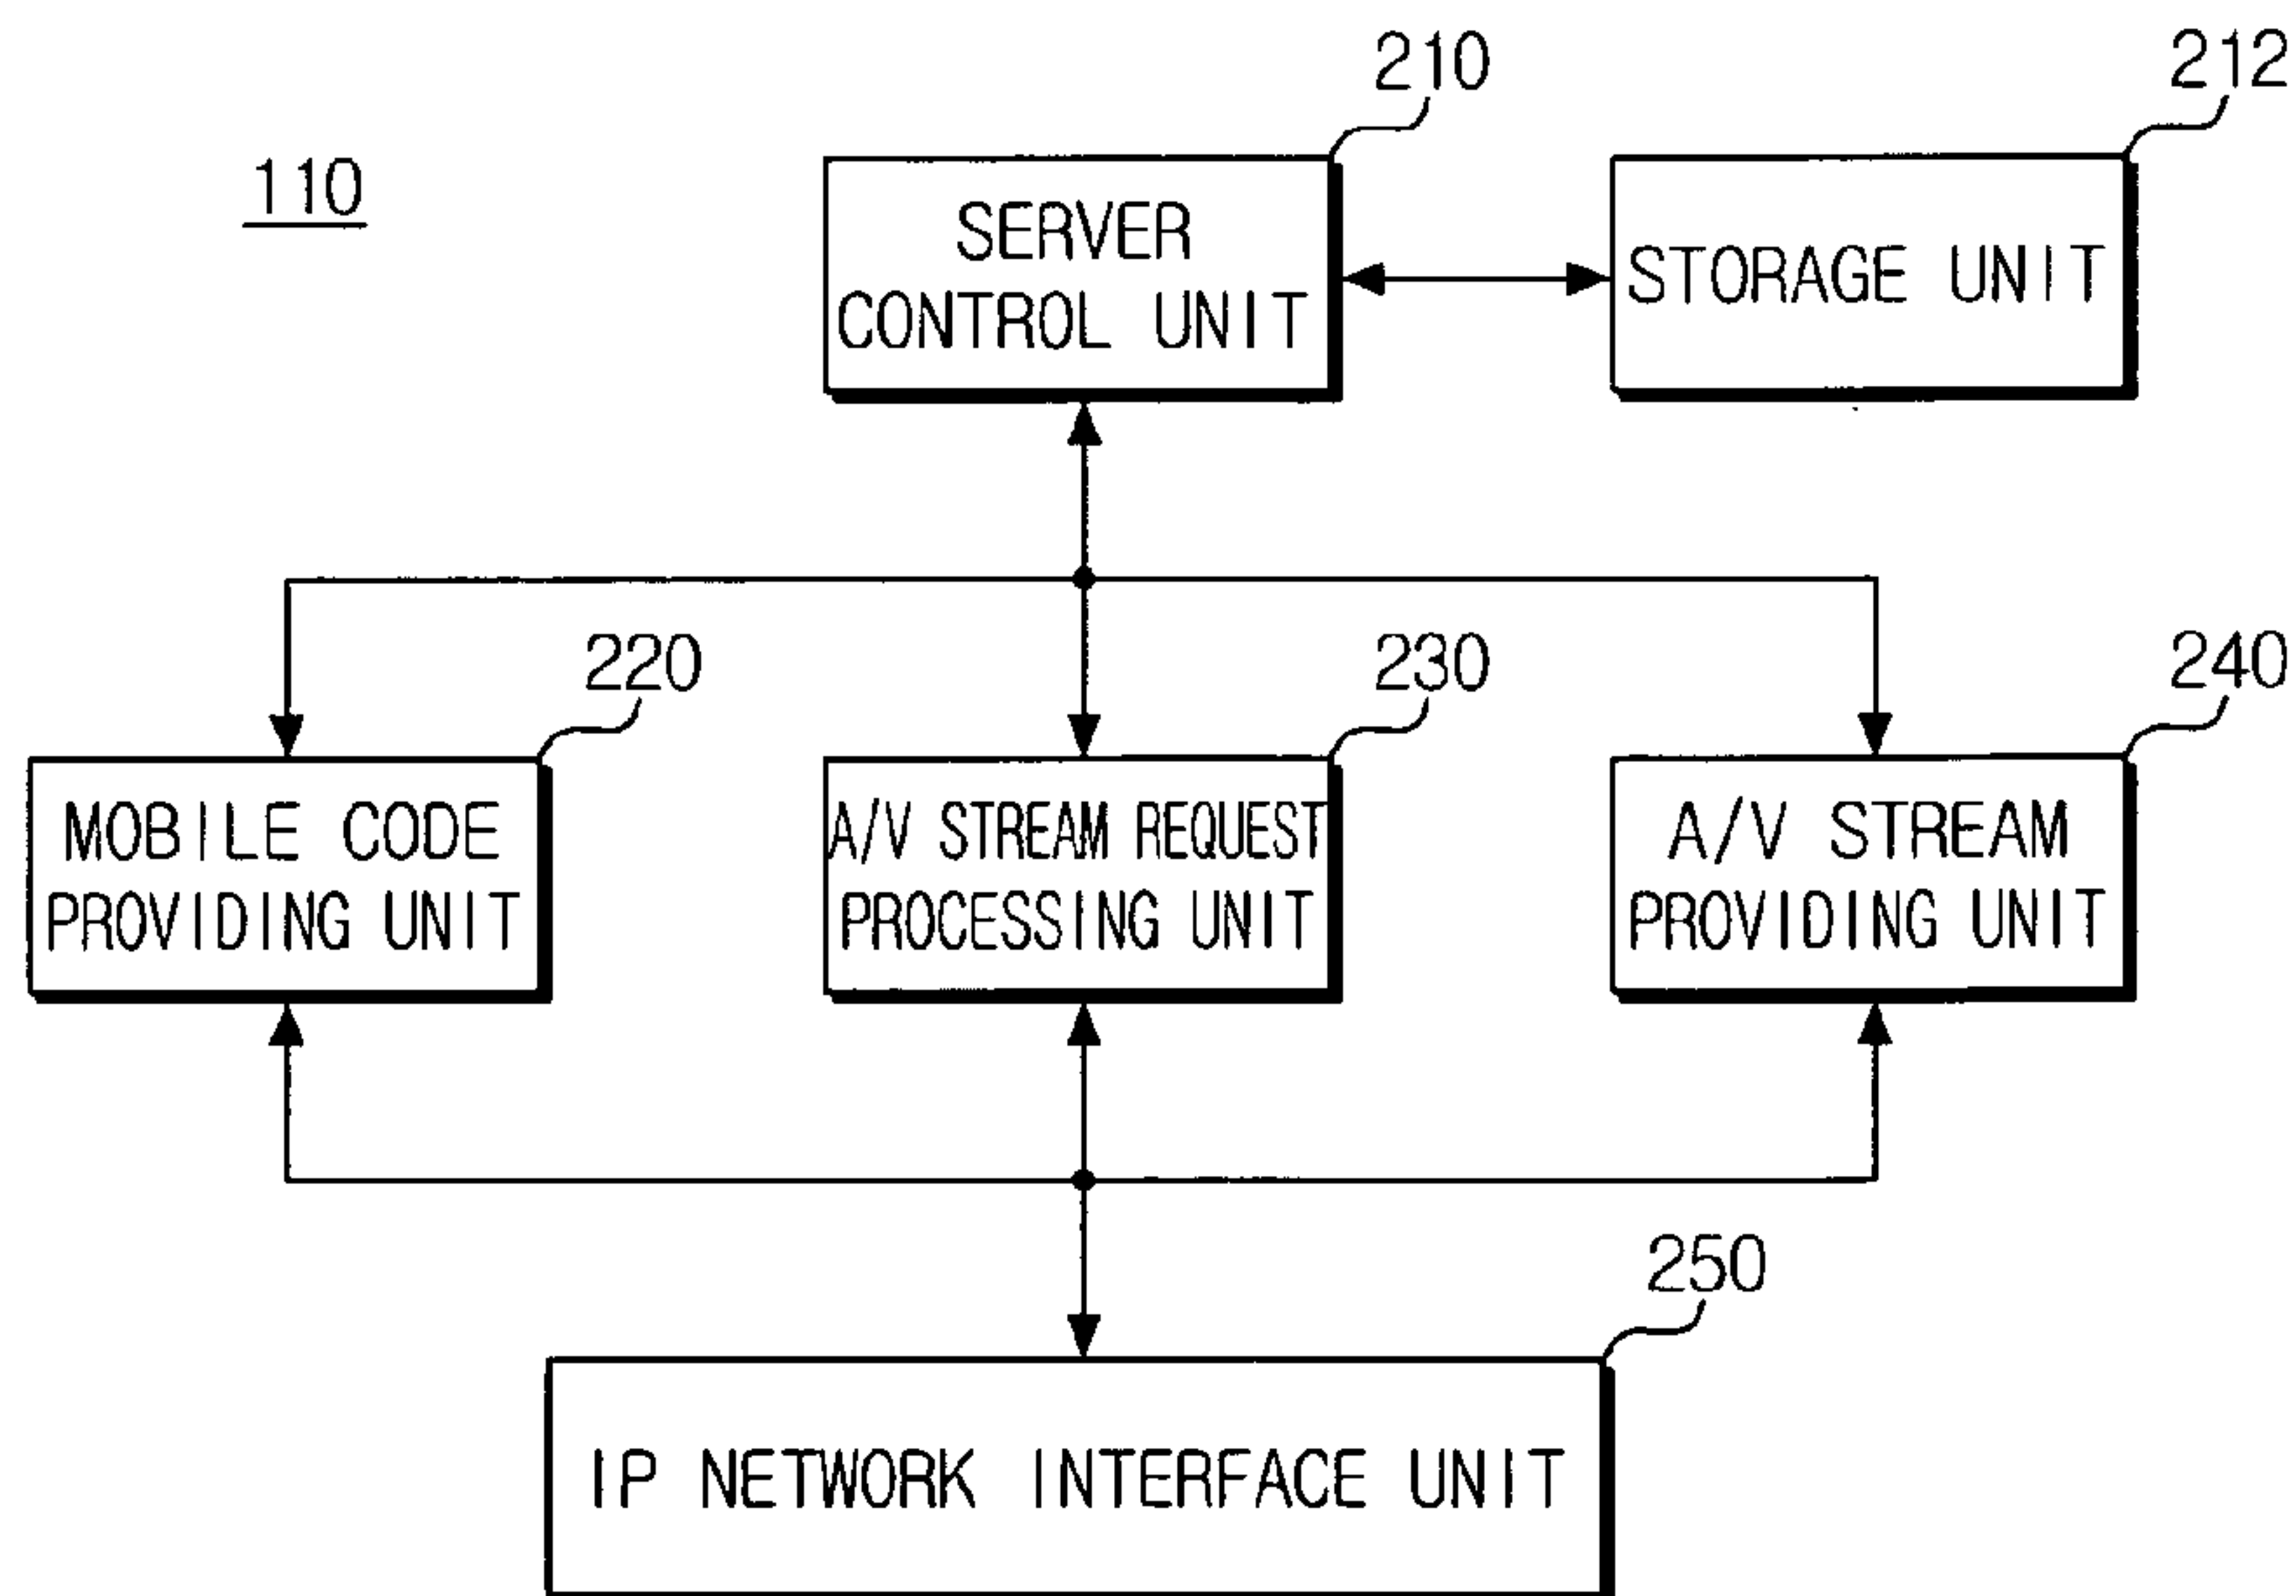 210
212
110
SERVER
CONTROL UNIT
STORAGE UNIT
220
230
240
MOBILE CODE
PROVIDING UNIT
A/V STREAM REQUEST
PROCESSING UNIT
A/V STREAM
PROVIDING UNIT
250
IP NETWORK INTERFACE UNIT